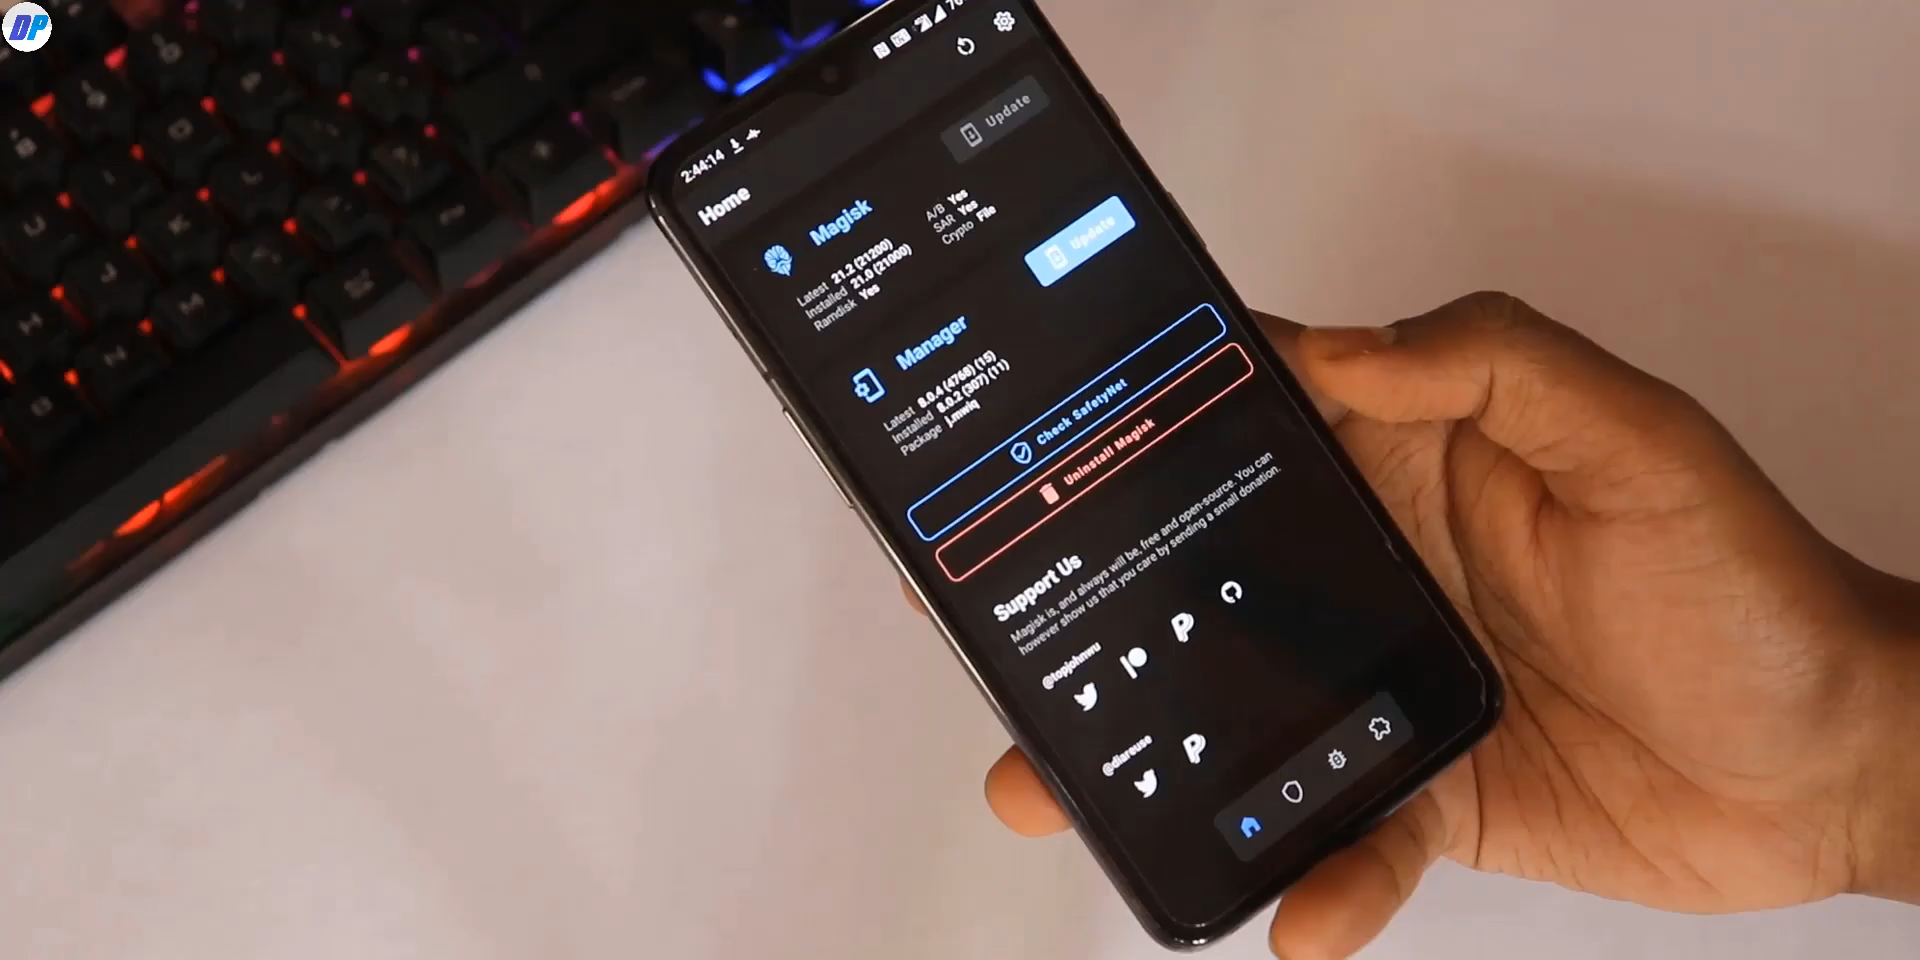 DP
2:44:14
Home
Update
Magisk
Latest 21.2 (21200)
Installed 21.0 (21000)
Ramdisk Yes
A/B Yes
SAR Yes
Crypto File
Update
Manager
Latest 8.0.4 (4768) (15)
Installed 8.0.2 (307) (11)
Package j.mwiq
Check SafetyNet
Uninstall Magisk
Support Us
Magisk is, and always will be, free and open-source. You can
however show us that you care by sending a small donation.
@topjohnwu
@diareuse